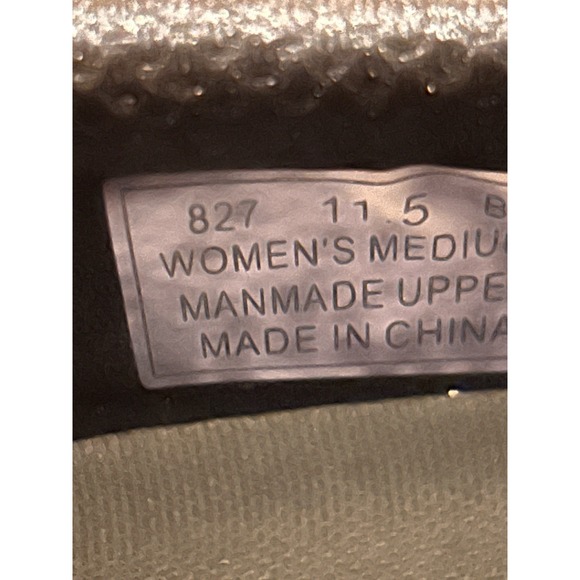 827 11.5 B
WOMEN'S MEDIU
MANMADE UPPE
MADE IN CHINA